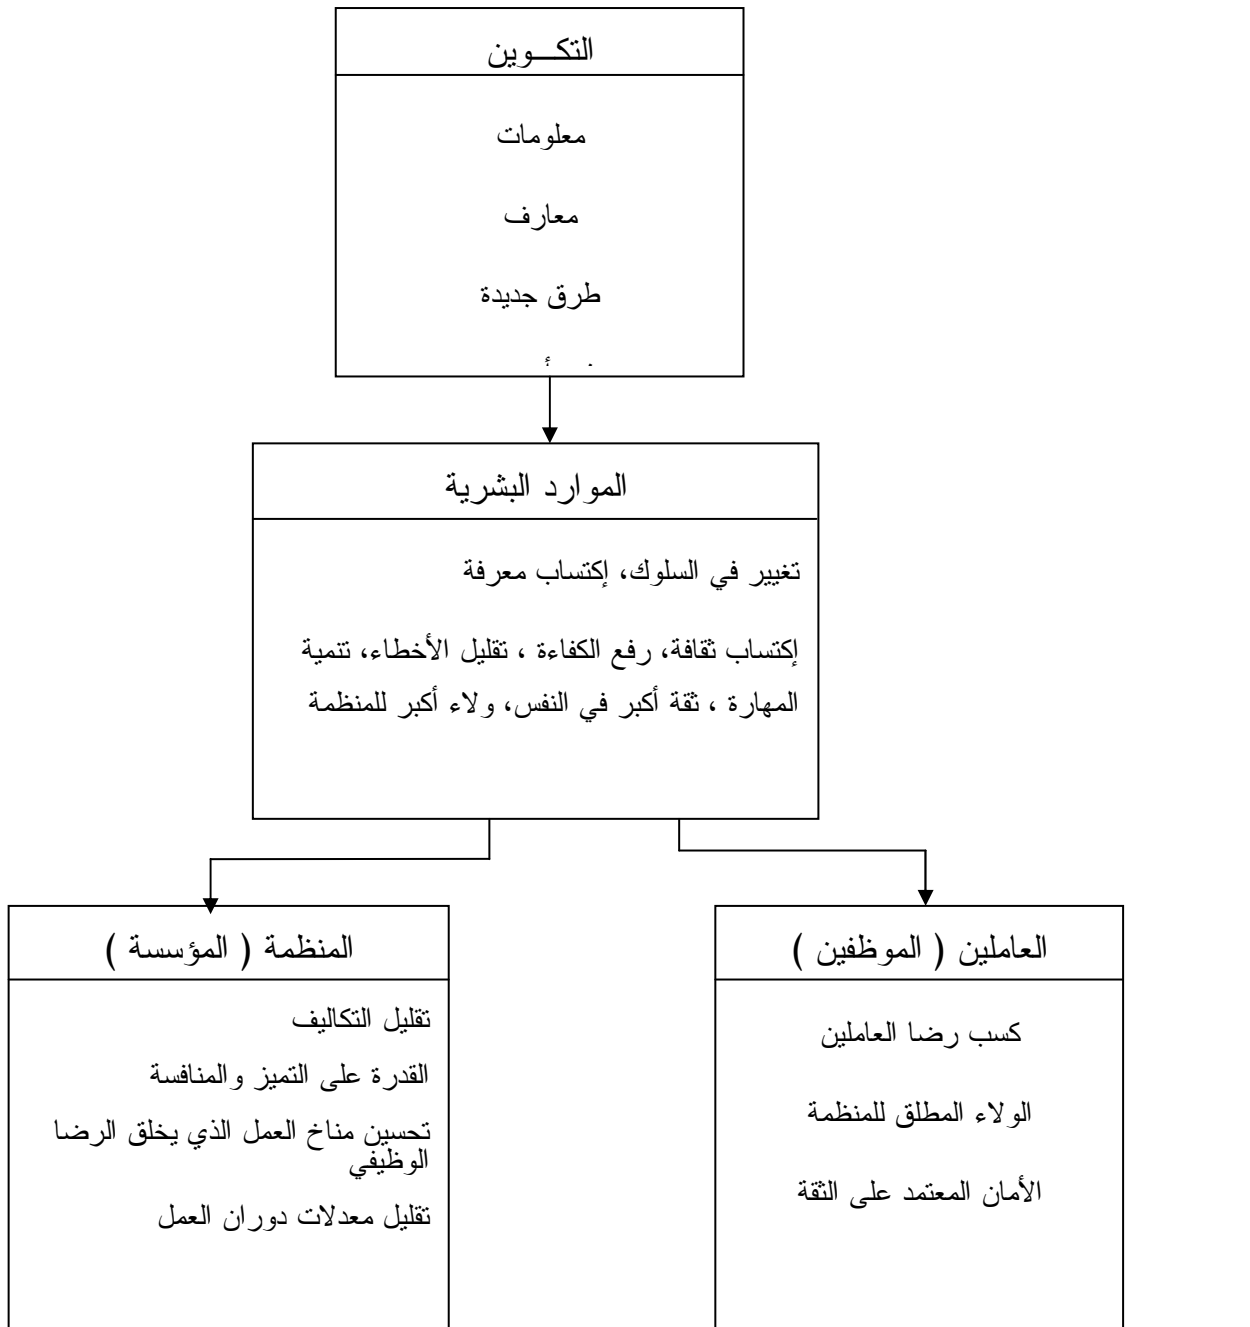 التكـــوين
معلومات
معارف
طرق جديدة
الموارد البشرية
تغيير في السلوك، إكتساب معرفة
إكتساب ثقافة، رفع الكفاءة ، تقليل الأخطاء، تنمية
المهارة ، ثقة أكبر في النفس، ولاء أكبر للمنظمة
العاملين ( الموظفين )
كسب رضا العاملين
الولاء المطلق للمنظمة
الأمان المعتمد على الثقة
المنظمة ( المؤسسة )
تقليل التكاليف
القدرة على التميز والمنافسة
تحسين مناخ العمل الذي يخلق الرضا
الوظيفي
تقليل معدلات دوران العمل